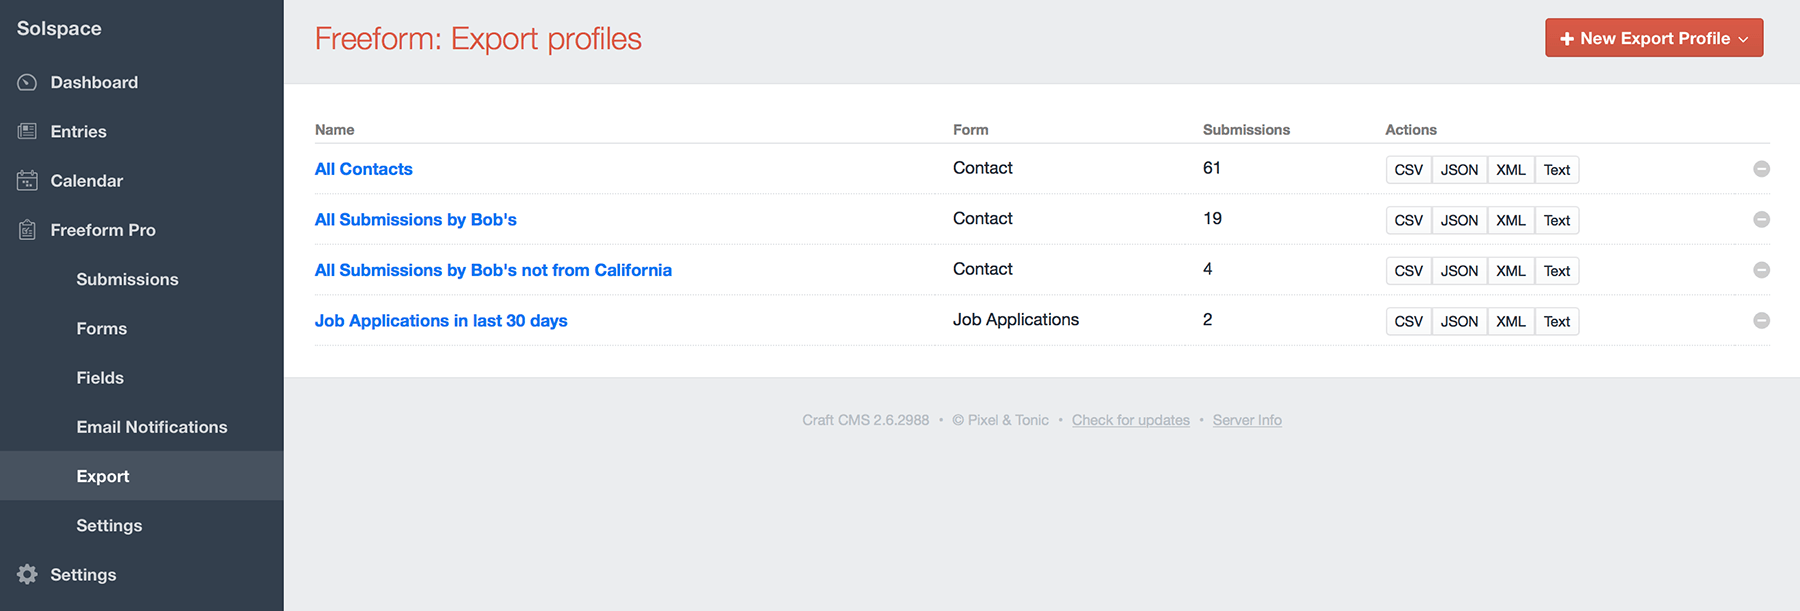 Solspace
Dashboard
Entries
Calendar
Freeform Pro
Submissions
Forms
Fields
Email Notifications
Export
Settings
Settings
Freeform: Export profiles
New Export Profile
Name Form Submissions Actions
All Contacts Contact 61 CSV JSON XML Text
All Submissions by Bob's Contact 19 CSV JSON XML Text
All Submissions by Bob's not from California Contact 4 CSV JSON XML Text
Job Applications in last 30 days Job Applications 2 CSV JSON XML Text
Craft CMS 2.6.2988 • © Pixel & Tonic • Check for updates • Server Info